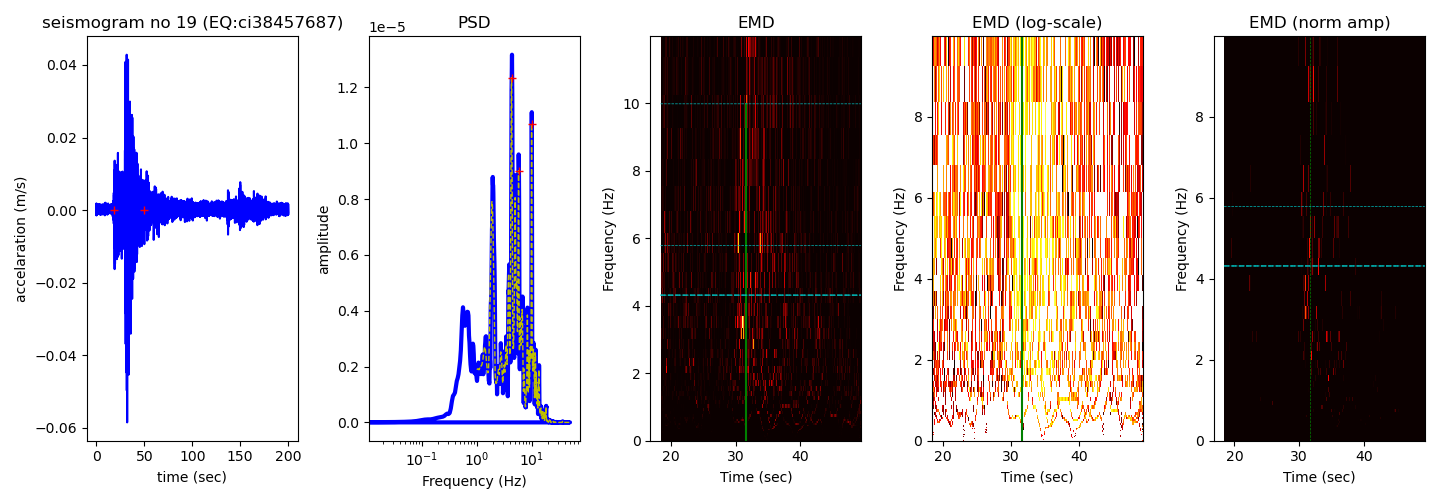 seismogram no 19 (EQ:ci38457687)
PSD
EMD
EMD (log-scale)
EMD (norm amp)
1e−5
0.04
0.02
0.00
−0.02
−0.04
−0.06
accelaration (m/s)
0
50
100
150
200
time (sec)
1.2
1.0
0.8
0.6
0.4
0.2
0.0
amplitude
10⁻¹
10⁰
10¹
Frequency (Hz)
10
8
6
4
2
0
Frequency (Hz)
20
30
40
Time (sec)
8
6
4
2
0
Frequency (Hz)
20
30
40
Time (sec)
8
6
4
2
0
Frequency (Hz)
20
30
40
Time (sec)